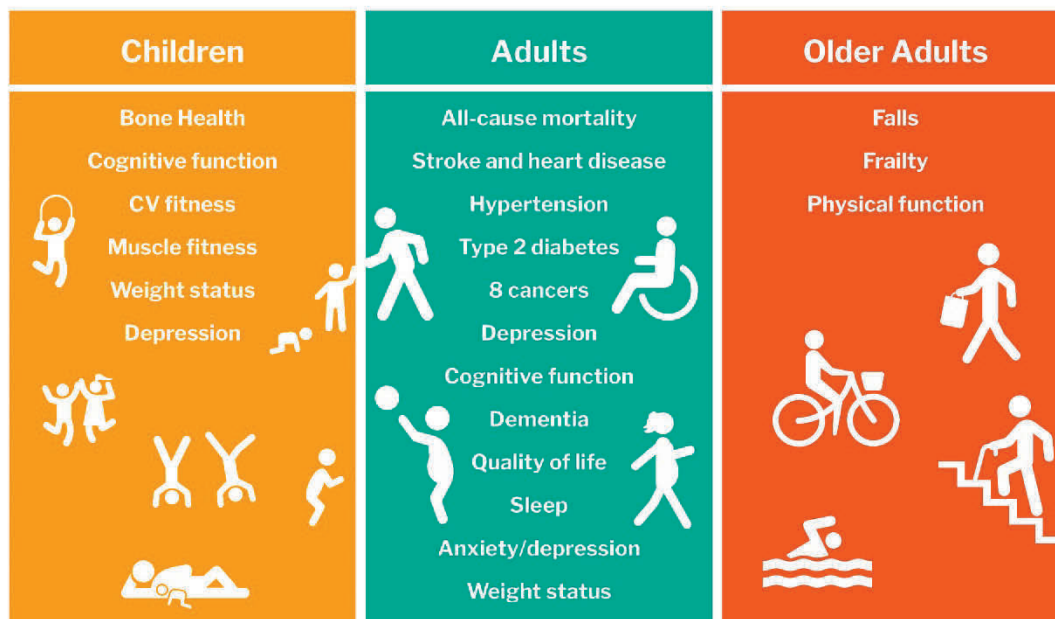 Children
Bone Health
Cognitive function
CV fitness
Muscle fitness
Weight status
Depression
Adults
All-cause mortality
Stroke and heart disease
Hypertension
Type 2 diabetes
8 cancers
Depression
Cognitive function
Dementia
Quality of life
Sleep
Anxiety/depression
Weight status
Older Adults
Falls
Frailty
Physical function